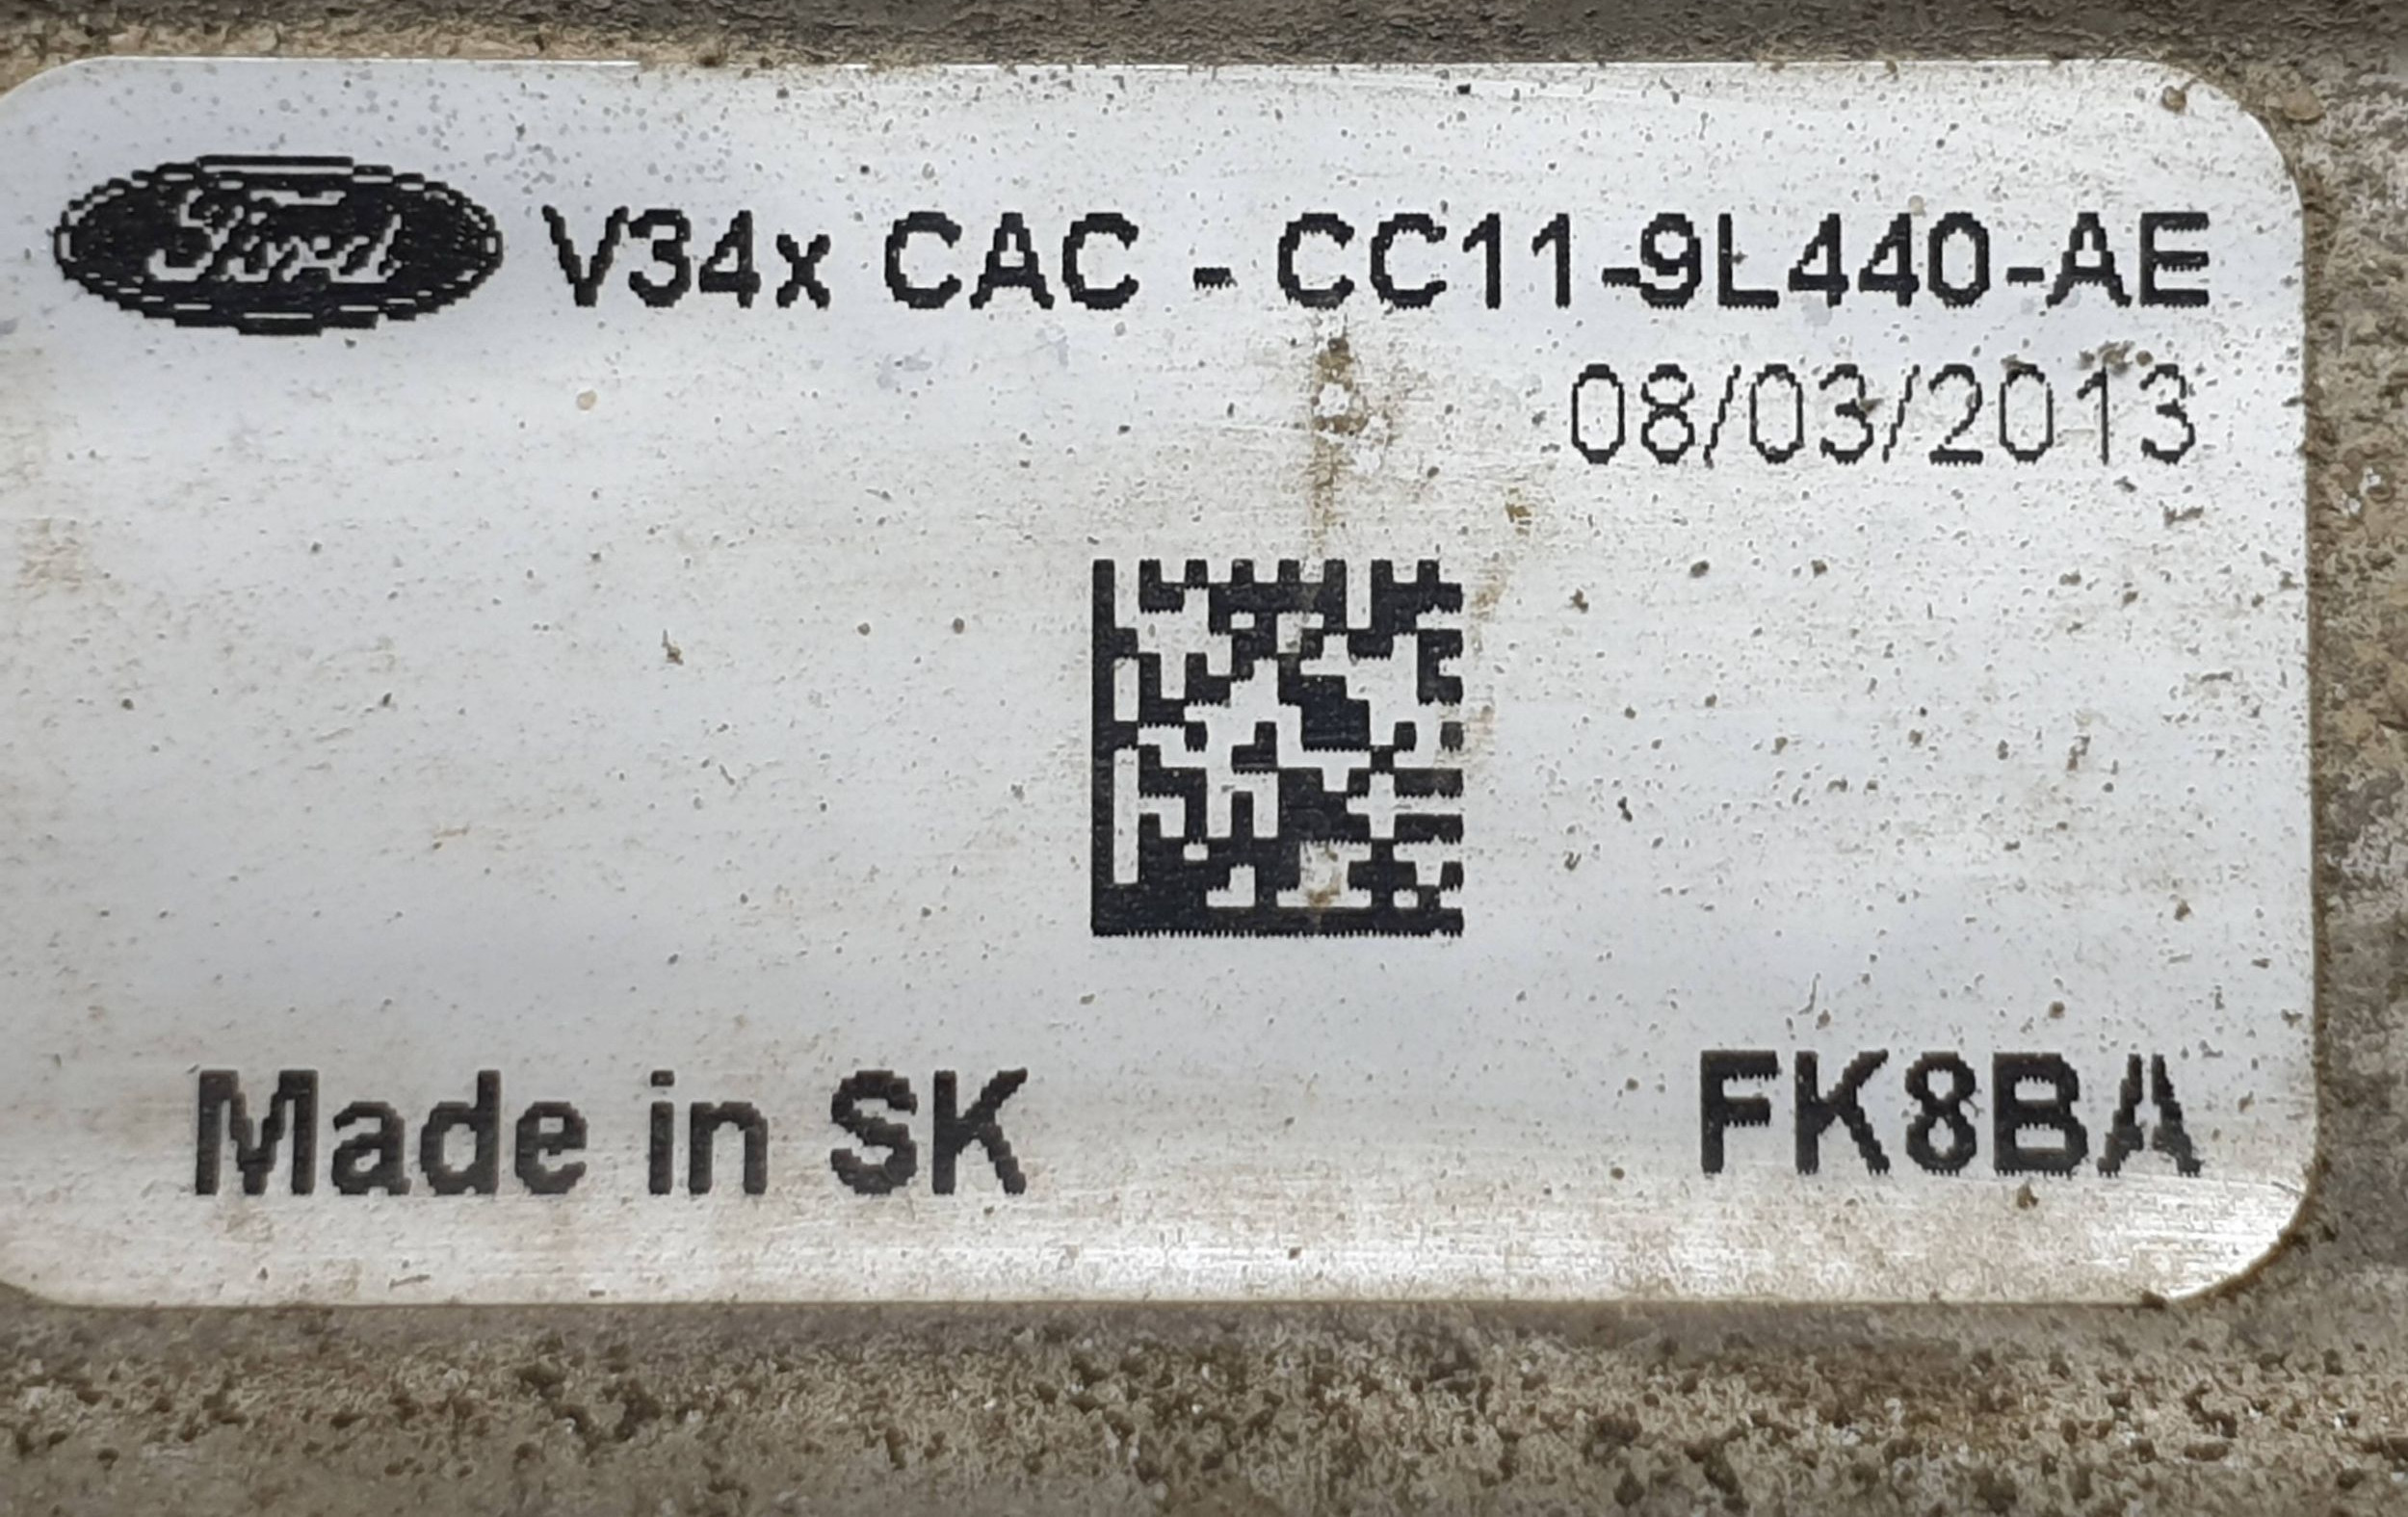 Ford V34x CAC - CC11-9L440-AE
08/03/2013
Made in SK FK8BA